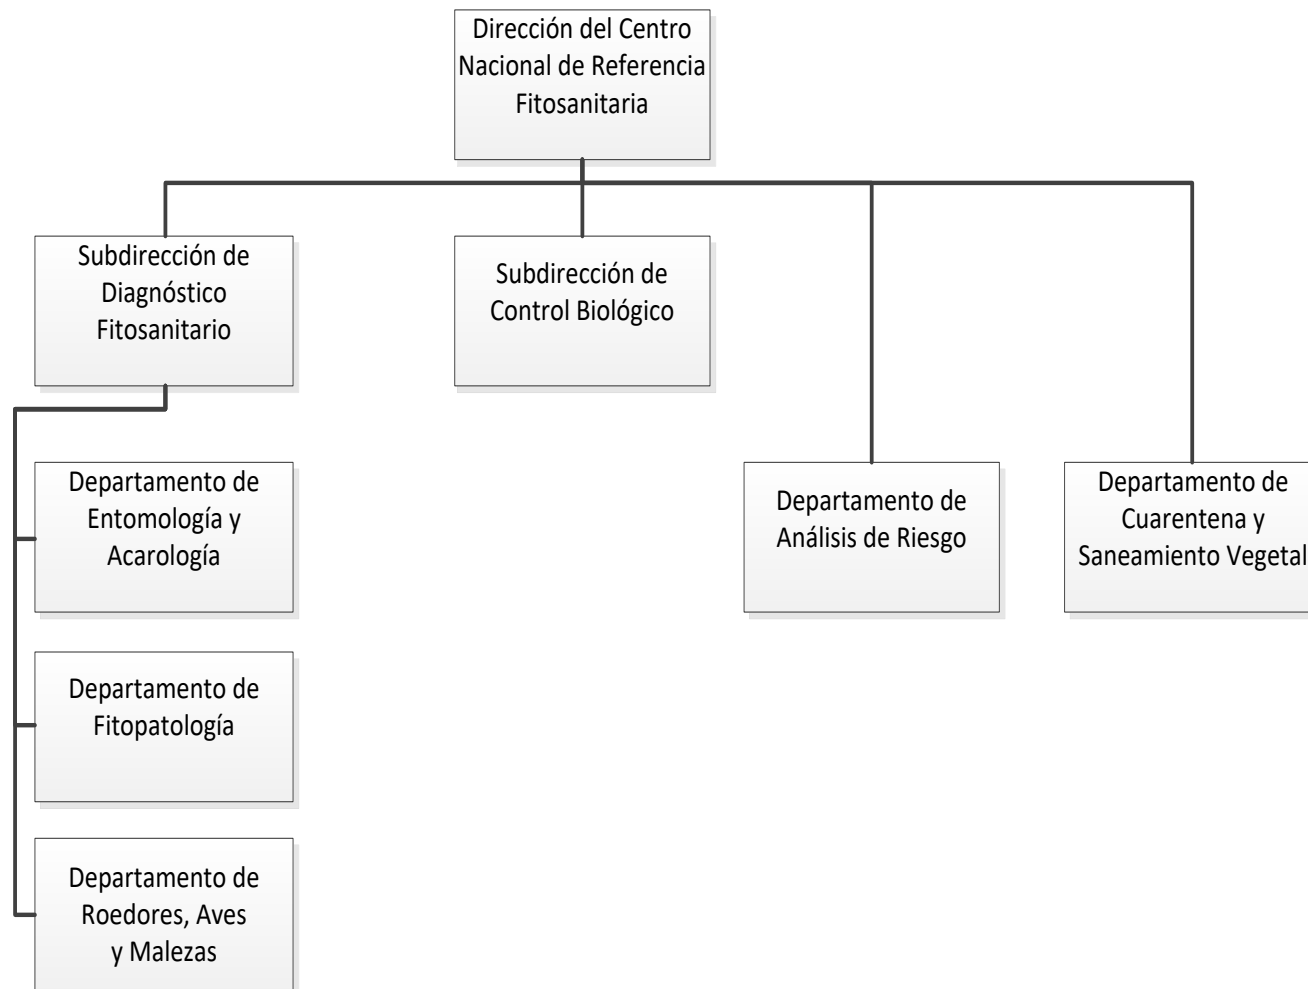 Dirección del Centro
Nacional de Referencia
Fitosanitaria
Subdirección de
Diagnóstico
Fitosanitario
Subdirección de
Control Biológico
Departamento de
Entomología y
Acarología
Departamento de
Análisis de Riesgo
Departamento de
Cuarentena y
Saneamiento Vegetal
Departamento de
Fitopatología
Departamento de
Roedores, Aves
y Malezas